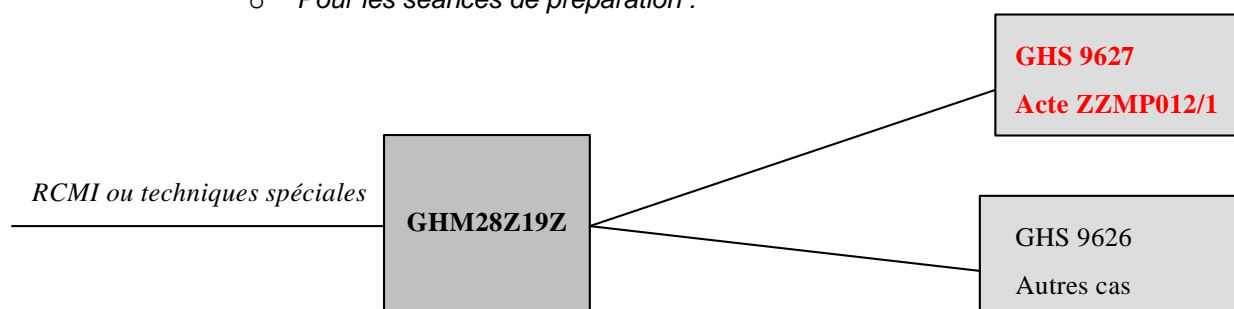 o Pour les séances de préparation :
GHS 9627
Acte ZZMP012/1
RCMI ou techniques spéciales
GHM28Z19Z
GHS 9626
Autres cas